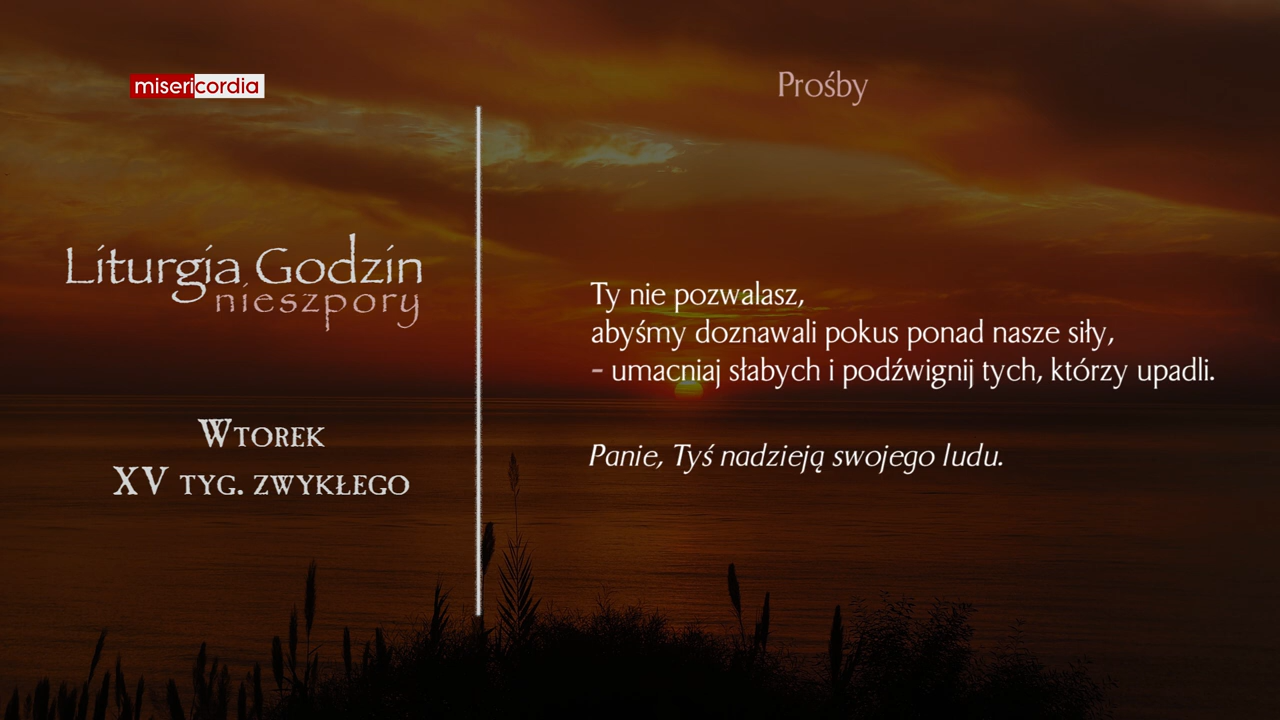 misericordia
Prośby
Liturgia Godzin
nieszpory
Wtorek
XV tyg. zwykłego
Ty nie pozwalasz,
abyśmy doznawali pokus ponad nasze siły,
- umacniaj słabych i podźwignij tych, którzy upadli.
Panie, Tyś nadzieją swojego ludu.